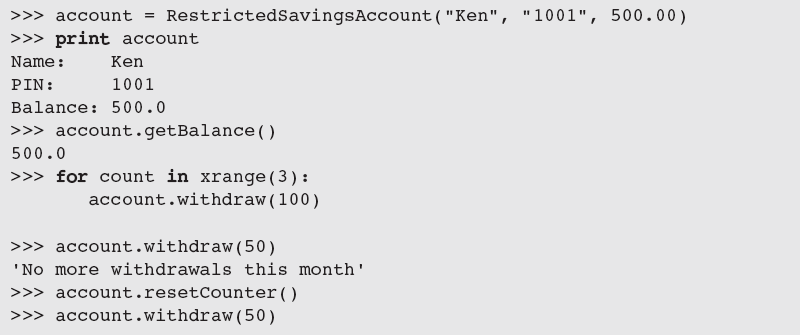 >>> account = RestrictedSavingsAccount("Ken", "1001", 500.00)
>>> print account
Name:    Ken
PIN:     1001
Balance: 500.0
>>> account.getBalance()
500.0
>>> for count in xrange(3):
       account.withdraw(100)

>>> account.withdraw(50)
'No more withdrawals this month'
>>> account.resetCounter()
>>> account.withdraw(50)